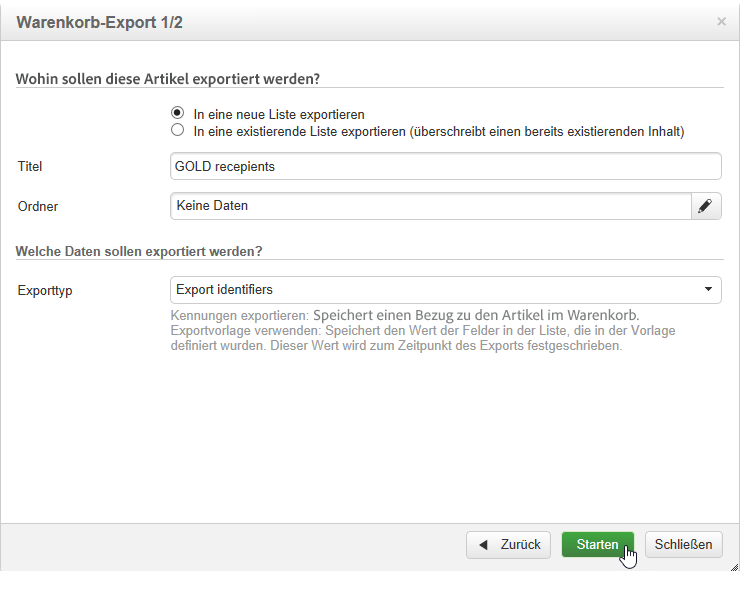 Warenkorb-Export 1/2
×
Wohin sollen diese Artikel exportiert werden?
In eine neue Liste exportieren
In eine existierende Liste exportieren (überschreibt einen bereits existierenden Inhalt)
Titel GOLD recepients
Ordner Keine Daten
Welche Daten sollen exportiert werden?
Exporttyp Export identifiers
Kennungen exportieren: Speichert einen Bezug zu den Artikel im Warenkorb.
Exportvorlage verwenden: Speichert den Wert der Felder in der Liste, die in der Vorlage
definiert wurden. Dieser Wert wird zum Zeitpunkt des Exports festgeschrieben.
Zurück Starten Schließen